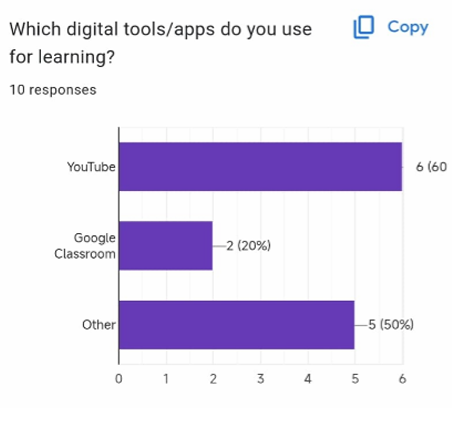 Which digital tools/apps do you use
for learning?
Copy
10 responses
YouTube
6 (60
Google
Classroom
2 (20%)
Other
5 (50%)
0 1 2 3 4 5 6